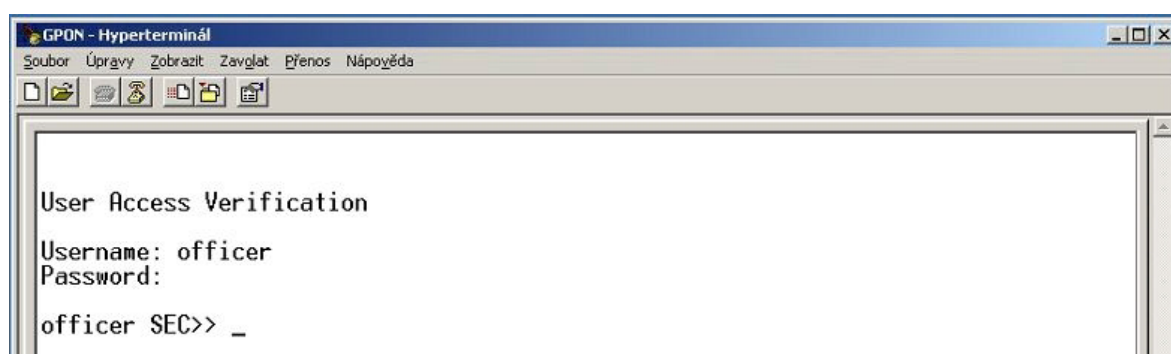 GPON - Hyperterminál
Soubor Úpravy Zobrazit Zavolat Přenos Nápověda
User Access Verification
Username: officer
Password:
officer SEC>> _